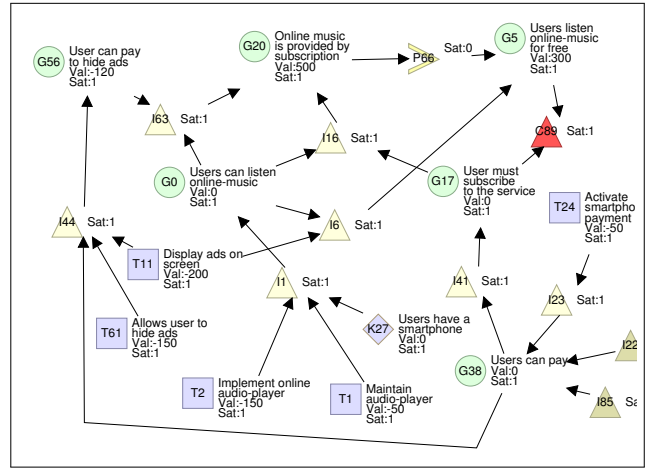 G56
User can pay
to hide ads
Val:-120
Sat:1
G20
Online music
is provided by
subscription
Val:500
Sat:1
P66
Sat:0
G5
Users listen
online-music
for free
Val:300
Sat:1
I63
Sat:1
I16
Sat:1
C89
Sat:1
G0
Users can listen
online-music
Val:0
Sat:1
G17
User must
subscribe
to the service
Val:0
Sat:1
T24
Activate
smartpho
payment
Val:-50
Sat:1
I44
Sat:1
I6
Sat:1
T11
Display ads on
screen
Val:-200
Sat:1
I1
Sat:1
I41
Sat:1
I23
Sat:1
T61
Allows user to
hide ads
Val:-150
Sat:1
K27
Users have a
smartphone
Val:0
Sat:1
I22
G38
Users can pay
Val:0
Sat:1
T2
Implement online
audio-player
Val:-150
Sat:1
T1
Maintain
audio-player
Val:-50
Sat:1
I85
Sa